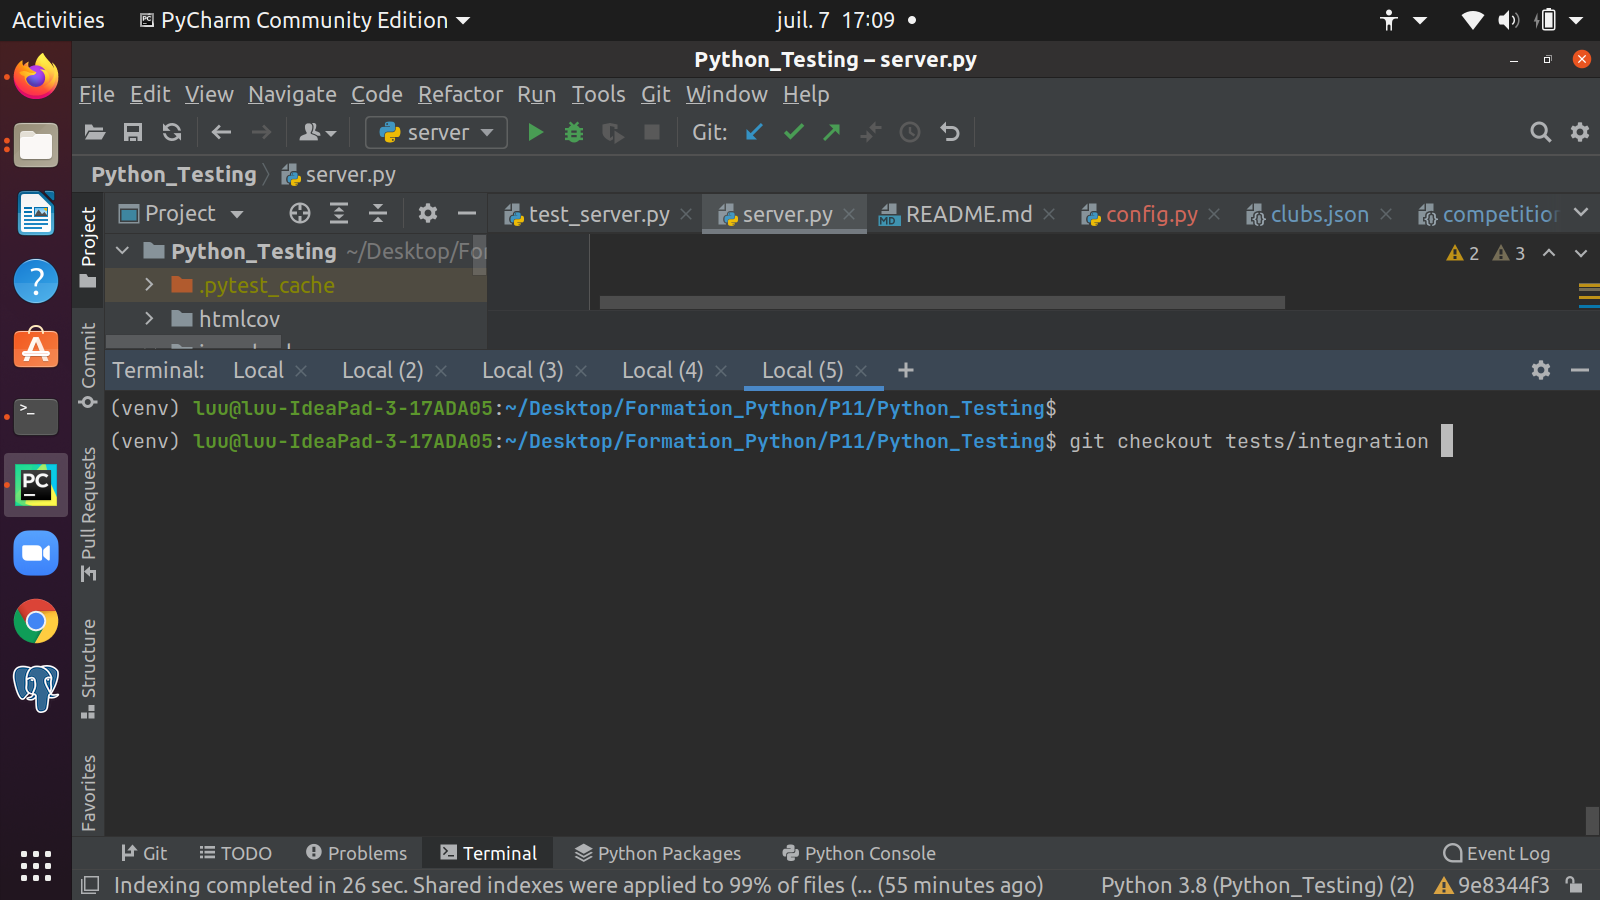 Activities PyCharm Community Edition juil. 7 17:09
Python_Testing – server.py
File Edit View Navigate Code Refactor Run Tools Git Window Help
server Git:
Python_Testing server.py
Project Project test_server.py server.py README.md config.py clubs.json competition
Python_Testing ~/Desktop/For 2 3
.pytest_cache
htmlcov
Commit
Terminal: Local Local (2) Local (3) Local (4) Local (5) +
(venv) luu@luu-IdeaPad-3-17ADA05:~/Desktop/Formation_Python/P11/Python_Testing$
(venv) luu@luu-IdeaPad-3-17ADA05:~/Desktop/Formation_Python/P11/Python_Testing$ git checkout tests/integration
Pull Requests
Structure
Favorites
Git TODO Problems Terminal Python Packages Python Console Event Log
Indexing completed in 26 sec. Shared indexes were applied to 99% of files (... (55 minutes ago) Python 3.8 (Python_Testing) (2) 9e8344f3